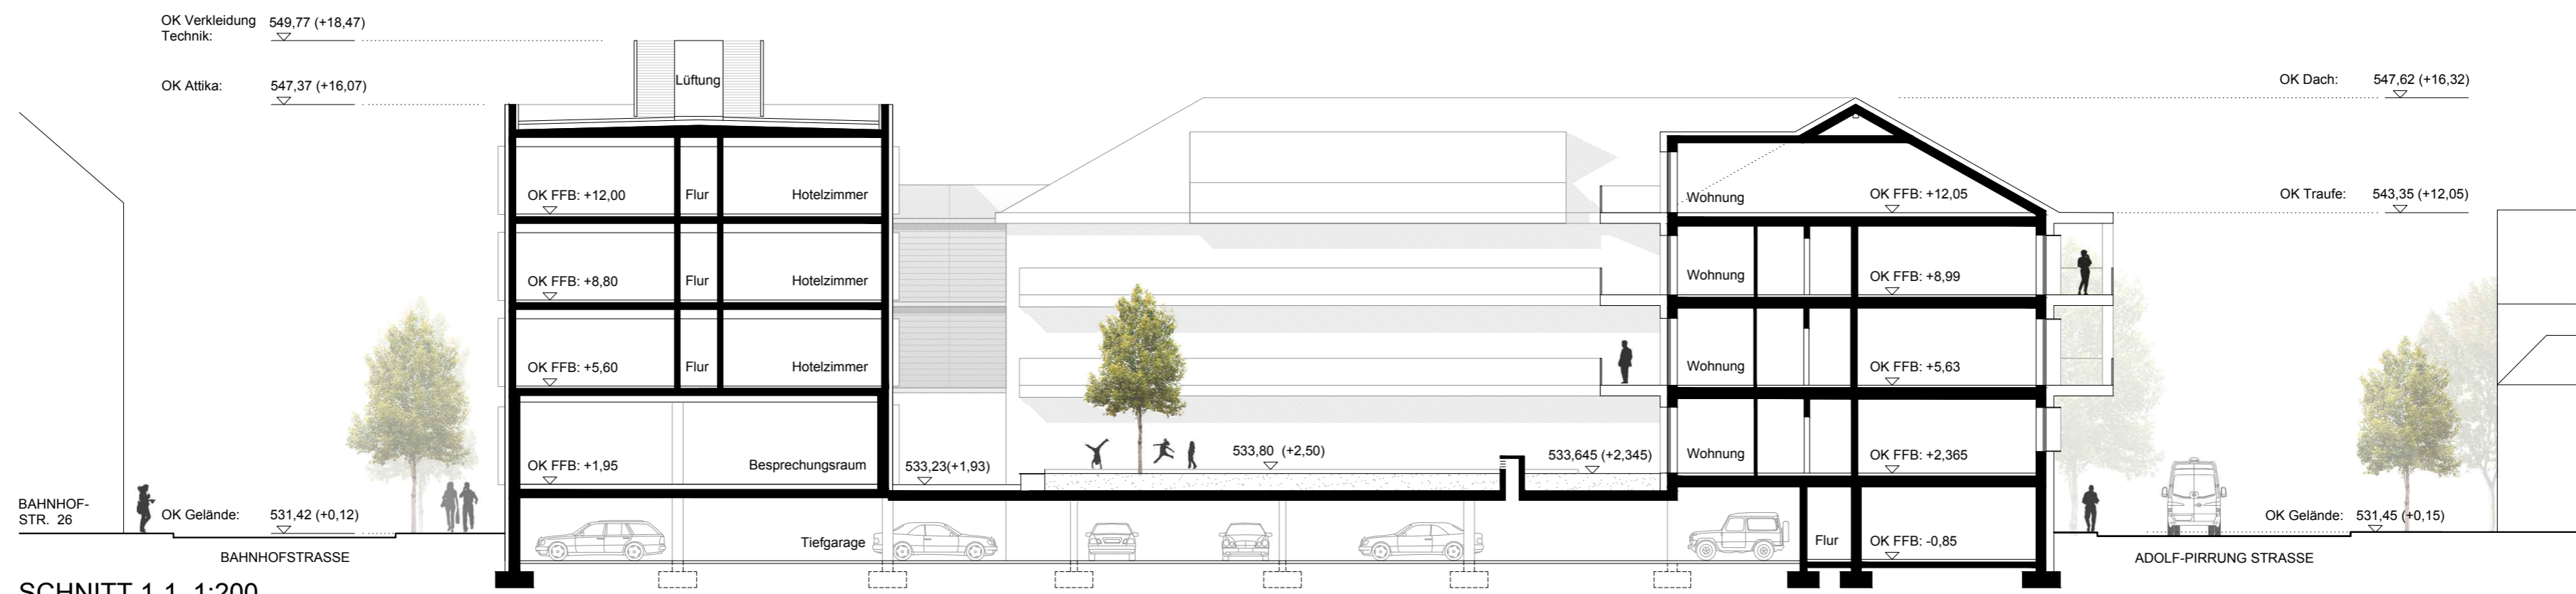 OK Verkleidung 549,77 (+18,47)
Technik:
OK Attika: 547,37 (+16,07)
Lüftung
OK Dach: 547,62 (+16,32)
OK FFB: +12,00 Flur Hotelzimmer
Wohnung OK FFB: +12,05
OK Traufe: 543,35 (+12,05)
OK FFB: +8,80 Flur Hotelzimmer
Wohnung OK FFB: +8,99
OK FFB: +5,60 Flur Hotelzimmer
Wohnung OK FFB: +5,63
OK FFB: +1,95 Besprechungsraum
533,23(+1,93)
533,80 (+2,50)
533,645 (+2,345)
Wohnung OK FFB: +2,365
BAHNHOF-
STR. 26
OK Gelände: 531,42 (+0,12)
BAHNHOFSTRASSE
Tiefgarage
Flur OK FFB: -0,85
OK Gelände: 531,45 (+0,15)
ADOLF-PIRRUNG STRASSE
SCHNITT 1.1 1:200